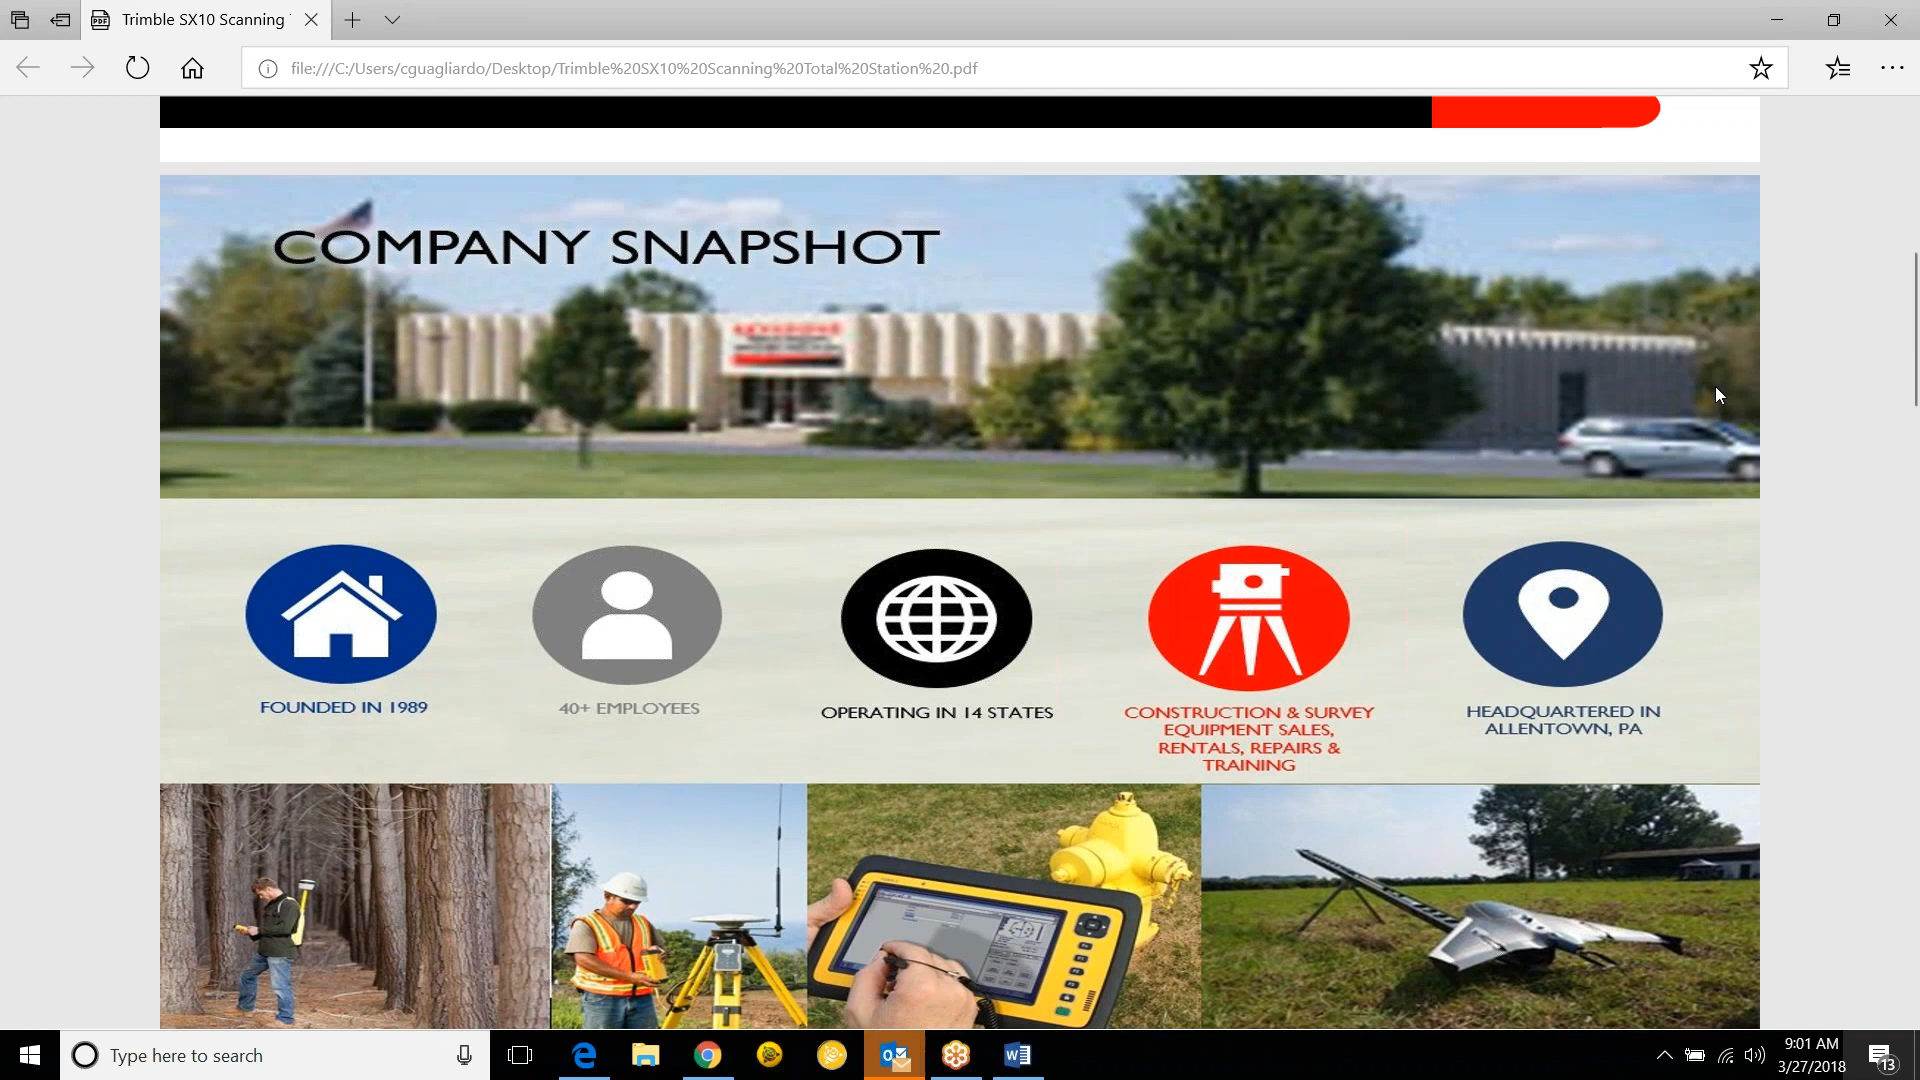 Trimble SX10 Scanning
file:///C:/Users/cguagliardo/Desktop/Trimble%20SX10%20Scanning%20Total%20Station%20.pdf
COMPANY SNAPSHOT
FOUNDED IN 1989
40+ EMPLOYEES
OPERATING IN 14 STATES
CONSTRUCTION & SURVEY
EQUIPMENT SALES,
RENTALS, REPAIRS &
TRAINING
HEADQUARTERED IN
ALLENTOWN, PA
Type here to search
9:01 AM
3/27/2018
13